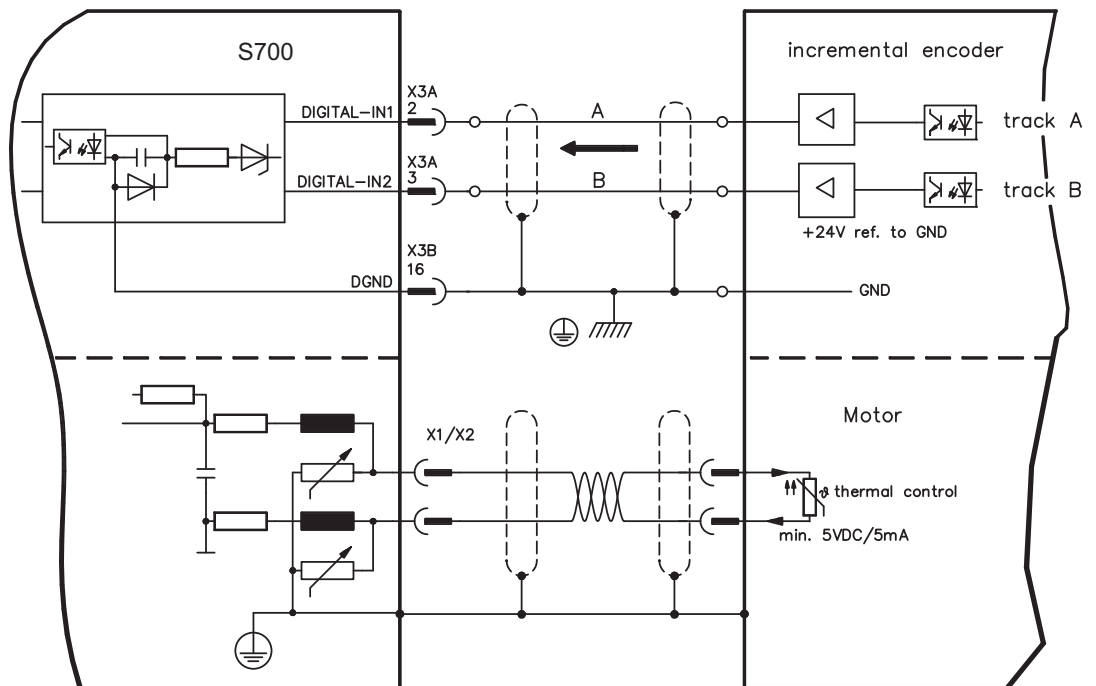 S700
incremental encoder
X3A
2
DIGITAL-IN1
A
track A
X3A
3
DIGITAL-IN2
B
track B
+24V ref. to GND
X3B
16
DGND
GND
Motor
X1/X2
ϑ thermal control
min. 5VDC/5mA